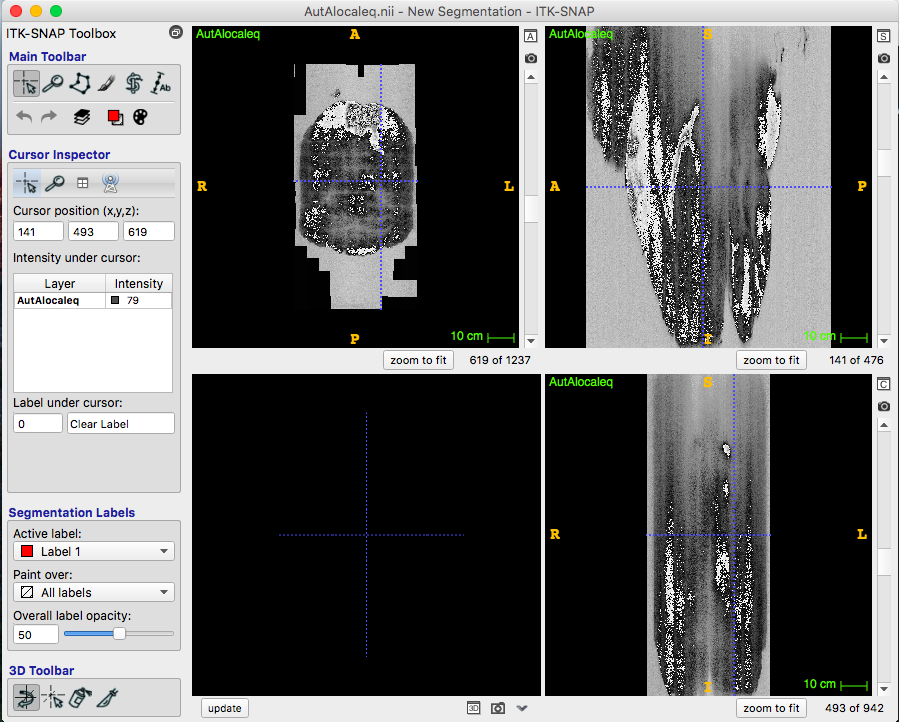 AutAlocaleq.nii - New Segmentation - ITK-SNAP
ITK-SNAP Toolbox
Main Toolbar
Ab
Cursor Inspector
Cursor position (x,y,z):
141 493 619
Intensity under cursor:
Layer Intensity
AutAlocaleq 79
Label under cursor:
0 Clear Label
Segmentation Labels
Active label:
Label 1
Paint over:
All labels
Overall label opacity:
50
3D Toolbar
AutAlocaleq
A
R
L
P
10 cm
A
zoom to fit
619 of 1237
AutAlocaleq
S
A
P
I
10 cm
S
zoom to fit
141 of 476
update
3D
AutAlocaleq
S
R
L
I
10 cm
C
zoom to fit
493 of 942